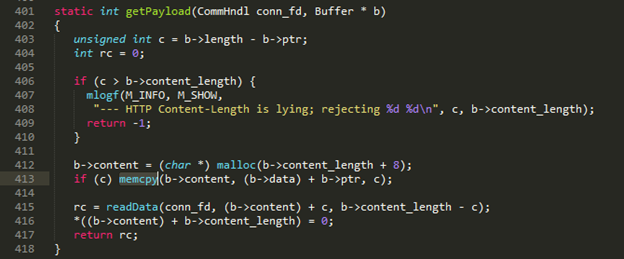 401 static int getPayload(CommHndl conn_fd, Buffer * b)
402 {
403 unsigned int c = b->length - b->ptr;
404 int rc = 0;
405
406 if (c > b->content_length) {
407 mlogf(M_INFO, M_SHOW,
408 "--- HTTP Content-Length is lying; rejecting %d %d\n", c, b->content_length);
409 return -1;
410 }
411
412 b->content = (char *) malloc(b->content_length + 8);
413 if (c) memcpy(b->content, (b->data) + b->ptr, c);
414
415 rc = readData(conn_fd, (b->content) + c, b->content_length - c);
416 *((b->content) + b->content_length) = 0;
417 return rc;
418 }